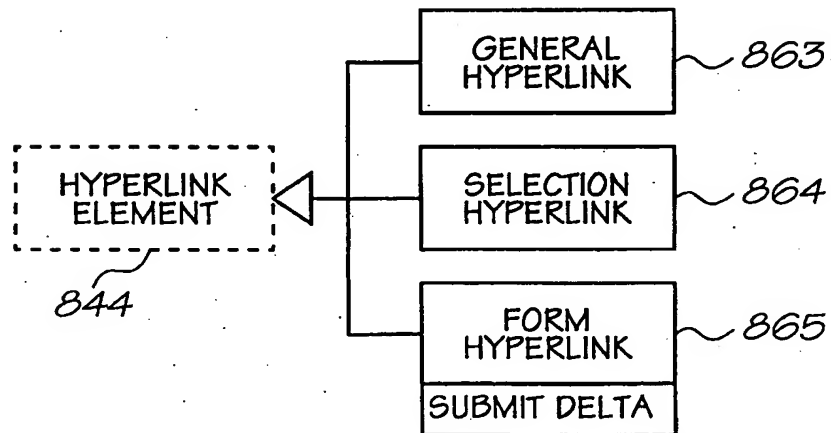 GENERAL
HYPERLINK
863
HYPERLINK
ELEMENT
844
SELECTION
HYPERLINK
864
FORM
HYPERLINK
865
SUBMIT DELTA